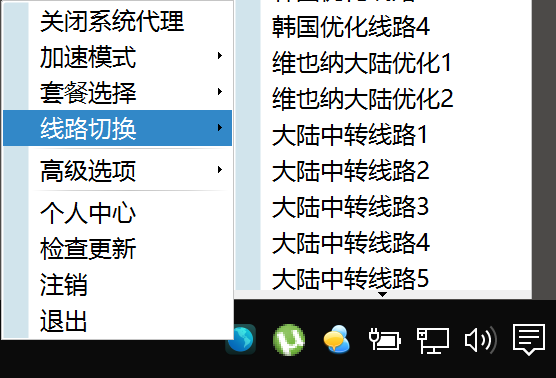 关闭系统代理
加速模式
套餐选择
线路切换
高级选项
个人中心
检查更新
注销
退出
韩国优化线路4
维也纳大陆优化1
维也纳大陆优化2
大陆中转线路1
大陆中转线路2
大陆中转线路3
大陆中转线路4
大陆中转线路5